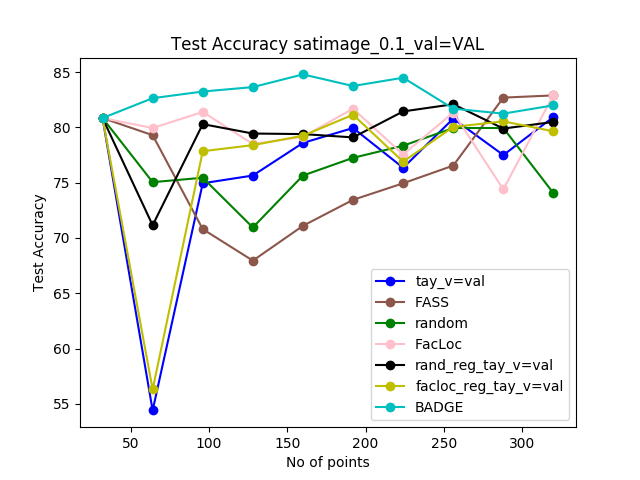 Test Accuracy satimage_0.1_val=VAL
85
80
75
70
65
60
55
Test Accuracy
50
100
150
200
250
300
No of points
tay_v=val
FASS
random
FacLoc
rand_reg_tay_v=val
facloc_reg_tay_v=val
BADGE